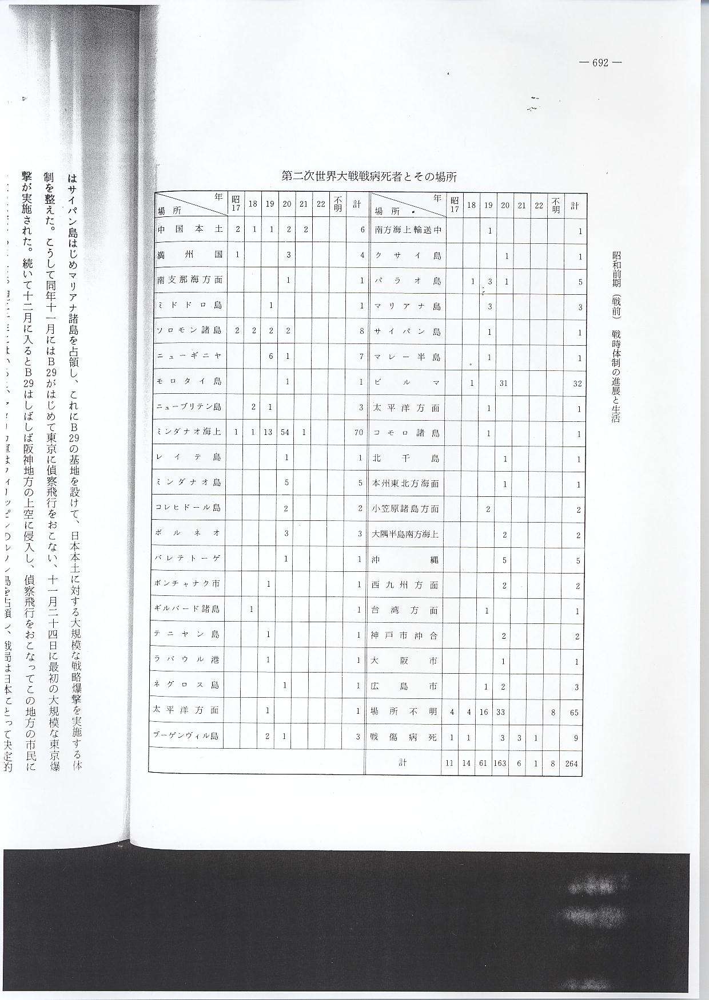 — 692 —
昭和前期（戦前） 戦時体制の進展と生活
第二次世界大戦戦病死者とその場所
年 場所 昭17 18 19 20 21 22 不明 計 年 場所 昭17 18 19 20 21 22 不明 計
中国本土 2 1 1 2 2 6 南方海上輸送中 1 1
満州国 1 3 4 クサイ島 1 1
南支那海方面 1 1 パラオ島 1 3 1 5
ミドドロ島 1 1 マリアナ島 3 3
ソロモン諸島 2 2 2 2 8 サイパン島 1 1
ニューギニヤ 6 1 7 マレー半島 1 1
モロタイ島 1 1 ビルマ 1 31 32
ニューブリテン島 2 1 3 太平洋方面 1 1
ミンダナオ海上 1 1 13 54 1 70 コモロ諸島 1 1
レイテ島 1 1 北千島 1 1
ミンダナオ島 5 5 本州東北方海面 1 1
コレヒドール島 2 2 小笠原諸島方面 2 2
ボルネオ 3 3 大隅半島南方海上 2 2
バレテトーゲ 1 1 沖縄 5 5
ポンチャナク市 1 1 西九州方面 2 2
ギルバード諸島 1 1 台湾方面 1 1
テニヤン島 1 1 神戸市沖合 2 2
ラバウル港 1 1 大阪市 1 1
ネグロス島 1 1 広島市 1 2 3
太平洋方面 1 1 場所不明 4 4 16 33 8 65
ブーゲンヴィル島 2 1 3 戦傷病死 1 1 3 3 1 9
計 11 14 61 163 6 1 8 264
はサイパン島はじめマリアナ諸島を占領し、これにB29の基地を設けて、日本本土に対する大規模な戦略爆撃を実施する体
制を整えた。こうして同年十一月にはB29がはじめて東京に偵察飛行をおこない、十一月二十四日に最初の大規模な東京爆
撃が実施された。続いて十二月に入るとB29はしばしば阪神地方の上空に侵入し、偵察飛行をおこなってこの地方の市民に